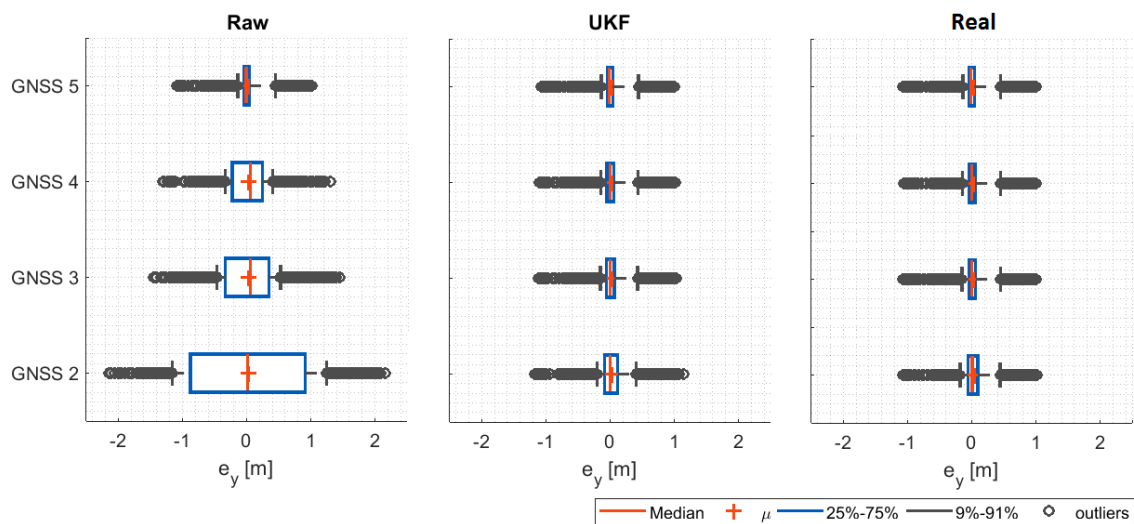 Raw
UKF
Real
GNSS 5
GNSS 4
GNSS 3
GNSS 2
-2 -1 0 1 2
-2 -1 0 1 2
-2 -1 0 1 2
e_y [m]
e_y [m]
e_y [m]
Median μ 25%-75% 9%-91% outliers